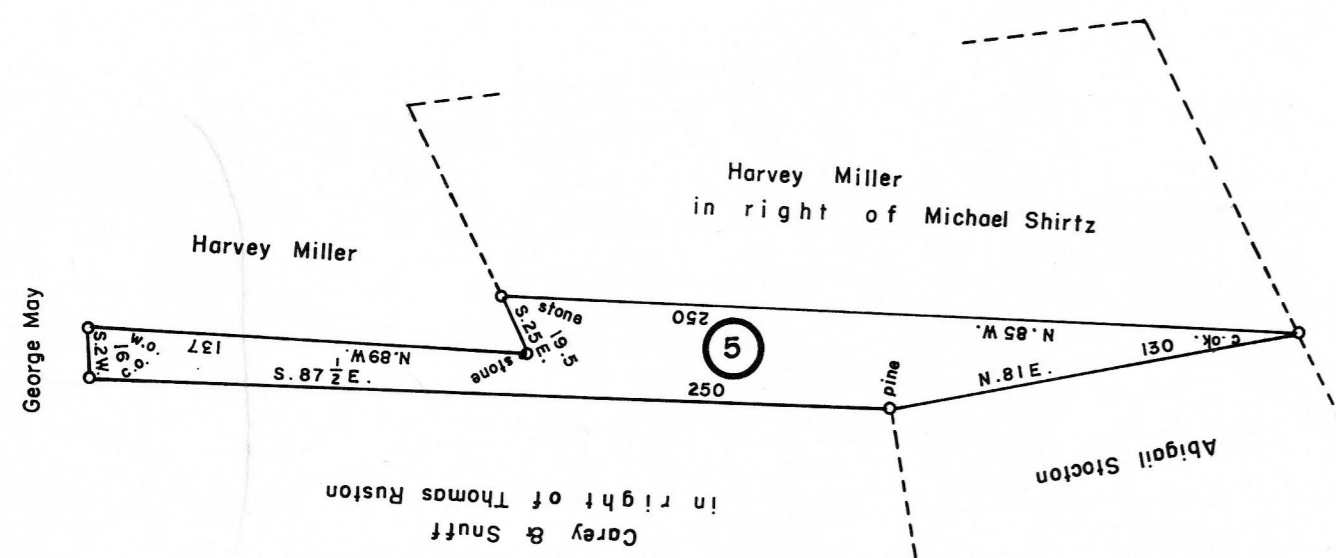 Harvey Miller
in right of Michael Shirtz
Harvey Miller
George May
stone
S.25E.
19.5
stone
250
5
N.85W.
c.ok.
130
N.81E.
pine
W.O.
S.2W.
16
C.O.
137
N.89W.
S.87½E.
250
Abigail Stocton
Carey & Snuff
in right of Thomas Ruston